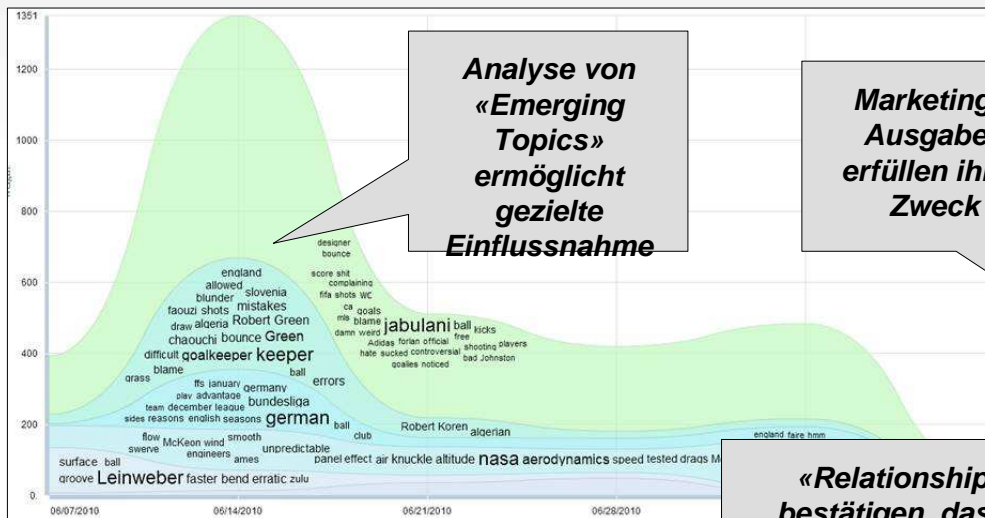 1351
1200
1000
800
600
400
200
0.
06/07/2010 06/14/2010 06/21/2010 06/28/2010
Analyse von
«Emerging
Topics»
ermöglicht
gezielte
Einflussnahme
Marketing
Ausgabe
erfüllen ih
Zweck
«Relationship
bestätigen, das
designer
bounce
score shit
complaining
fifa shots WC
ca goals
mls blame jabulani ball kicks
damn weird free
Adidas forlan official shooting players
hate sucked controversial bad Johnston
goalies noticed
england
allowed
blunder slovenia
faouzi shots mistakes
draw algeria Robert Green
chaouchi bounce Green
difficult goalkeeper keeper
blame ball
grass errors
ffs january germany
play advantage bundesliga
team december league
sides reasons english seasons german ball
club
Robert Koren algerian
england faire hmm
flow McKeon wind smooth
swerve engineers unpredictable
ames
panel effect air knuckle altitude nasa aerodynamics speed tested drags
surface ball
groove Leinweber faster bend erratic zulu